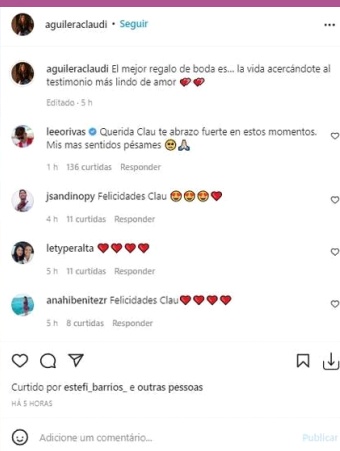 aguileraclaudi • Seguir
aguileraclaudi El mejor regalo de boda es... la vida acercándote al
testimonio más lindo de amor 💝💝
Editado · 5 h
leeorivas Querida Clau te abrazo fuerte en estos momentos.
Mis mas sentidos pésames 🥺🙏🏻
1 h 136 curtidas Responder
jsandinopy Felicidades Clau 😍😍😍❤️
4 h 11 curtidas Responder
letyperalta ❤️❤️❤️❤️
5 h 11 curtidas Responder
anahibenitezr Felicidades Clau❤️❤️❤️❤️
5 h 8 curtidas Responder
Curtido por estefi_barrios_ e outras pessoas
HÁ 5 HORAS
Adicione um comentário... Publicar